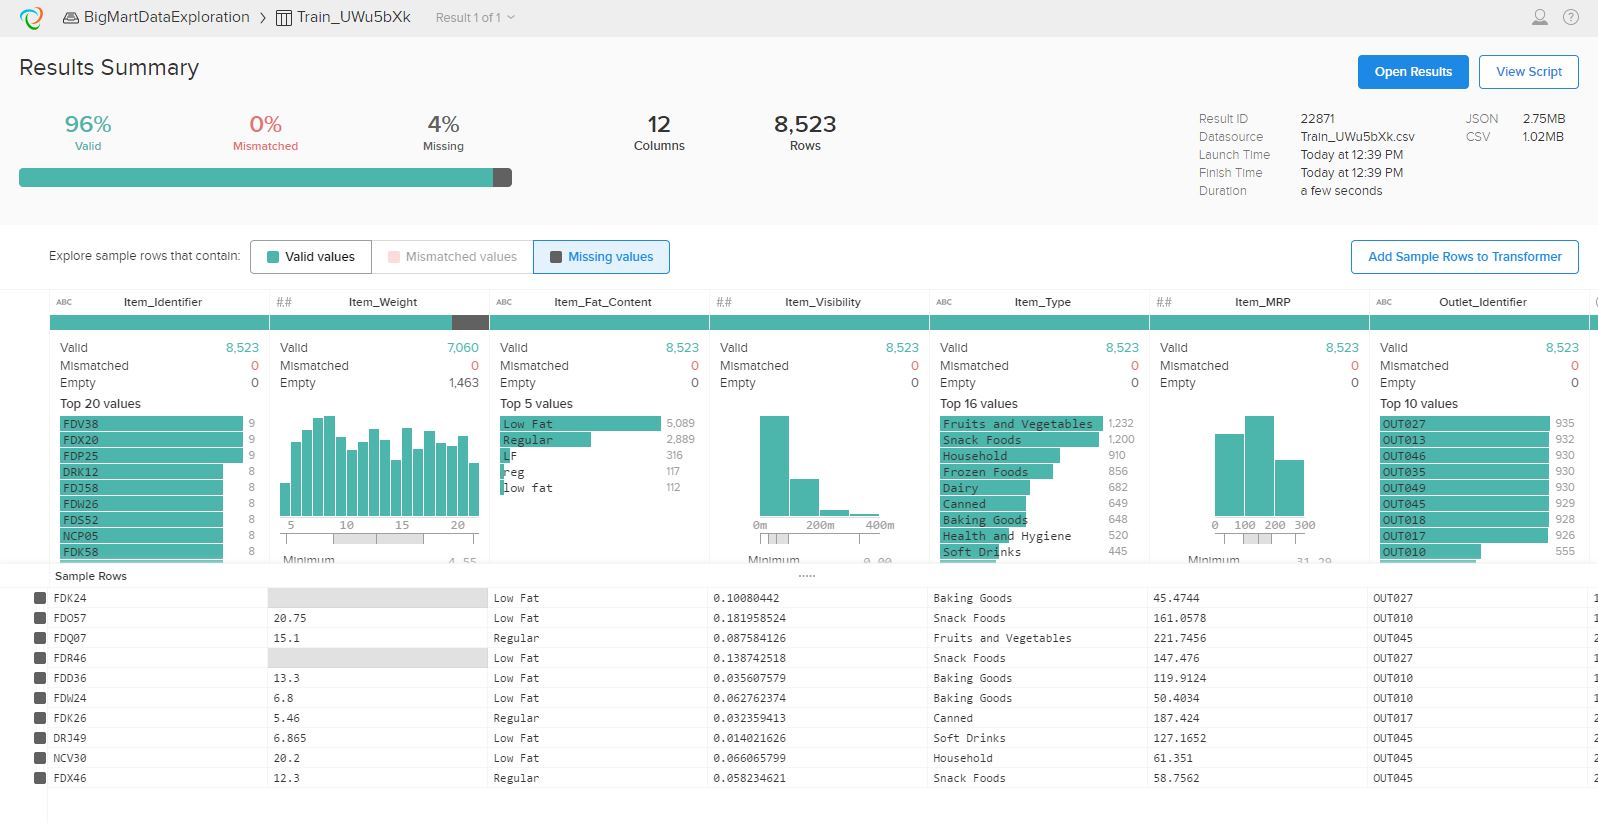 BigMartDataExploration > Train_UWu5bXk Result 1 of 1
Results Summary
Open Results View Script
96% 0% 4% 12 8,523
Valid Mismatched Missing Columns Rows
Result ID 22871 JSON 2.75MB
Datasource Train_UWu5bXk.csv CSV 1.02MB
Launch Time Today at 12:39 PM
Finish Time Today at 12:39 PM
Duration a few seconds
Explore sample rows that contain: Valid values Mismatched values Missing values Add Sample Rows to Transformer
ABC Item_Identifier #.# Item_Weight ABC Item_Fat_Content #.# Item_Visibility ABC Item_Type #.# Item_MRP ABC Outlet_Identifier
Valid 8,523 Valid 7,060 Valid 8,523 Valid 8,523 Valid 8,523 Valid 8,523 Valid 8,523
Mismatched 0 Mismatched 0 Mismatched 0 Mismatched 0 Mismatched 0 Mismatched 0 Mismatched 0
Empty 0 Empty 1,463 Empty 0 Empty 0 Empty 0 Empty 0 Empty 0
Top 20 values Top 5 values Top 16 values Top 10 values
FDV38 9 Low Fat 5,089 Fruits and Vegetables 1,232 OUT027 935
FDX20 9 Regular 2,889 Snack Foods 1,200 OUT013 932
FDP25 9 LF 316 Household 910 OUT046 930
DRK12 8 reg 117 Frozen Foods 856 OUT035 930
FDJ58 8 low fat 112 Dairy 682 OUT049 930
FDW26 8 Canned 649 OUT045 929
FDS52 8 Baking Goods 648 OUT018 928
5 10 15 20 0m 200m 400m 0 100 200 300
NCP05 8 Health and Hygiene 520 OUT017 926
FDK58 8 Soft Drinks 445 OUT010 555
Minimum 4.55 Minimum 0.00 Minimum 31.29
Sample Rows
FDK24 Low Fat 0.10080442 Baking Goods 45.4744 OUT027
FDO57 20.75 Low Fat 0.181958524 Snack Foods 161.0578 OUT010
FDQ07 15.1 Regular 0.087584126 Fruits and Vegetables 221.7456 OUT045
FDR46 Low Fat 0.138742518 Snack Foods 147.476 OUT027
FDD36 13.3 Low Fat 0.035607579 Baking Goods 119.9124 OUT010
FDW24 6.8 Low Fat 0.062762374 Baking Goods 50.4034 OUT010
FDK26 5.46 Regular 0.032359413 Canned 187.424 OUT017
DRJ49 6.865 Low Fat 0.014021626 Soft Drinks 127.1652 OUT045
NCV30 20.2 Low Fat 0.066065799 Household 61.351 OUT045
FDX46 12.3 Regular 0.058234621 Snack Foods 58.7562 OUT045